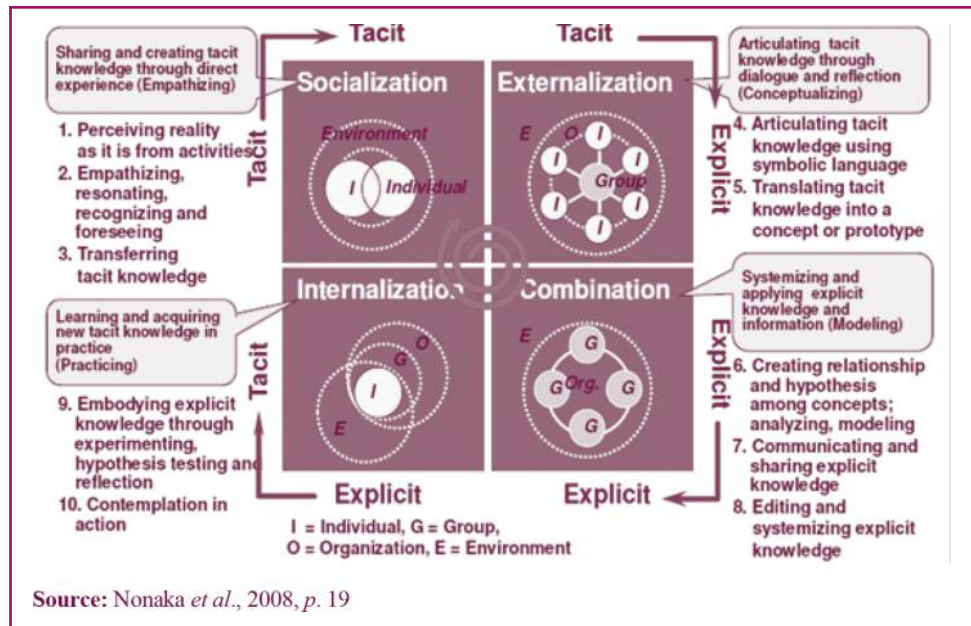 Tacit
Tacit
Sharing and creating tacit
knowledge through direct
experience (Empathizing)
1. Perceiving reality
as it is from activities
2. Empathizing,
resonating,
recognizing and
foreseeing
3. Transferring
tacit knowledge
Tacit
Socialization
Environment
I
Individual
Externalization
E
O
I
I
I
Group
I
I
I
Explicit
Articulating tacit
knowledge through
dialogue and reflection
(Conceptualizing)
4. Articulating tacit
knowledge using
symbolic language
5. Translating tacit
knowledge into a
concept or prototype
Learning and acquiring
new tacit knowledge in
practice
(Practicing)
9. Embodying explicit
knowledge through
experimenting,
hypothesis testing and
reflection
10. Contemplation in
action
Tacit
Internalization
O
G
I
E
Combination
E
G
G
Org.
G
G
Explicit
Systemizing and
applying explicit
knowledge and
information (Modeling)
6. Creating relationship
and hypothesis
among concepts;
analyzing, modeling
7. Communicating and
sharing explicit
knowledge
8. Editing and
systemizing explicit
knowledge
Explicit
Explicit
I = Individual, G = Group,
O = Organization, E = Environment
Source: Nonaka et al., 2008, p. 19